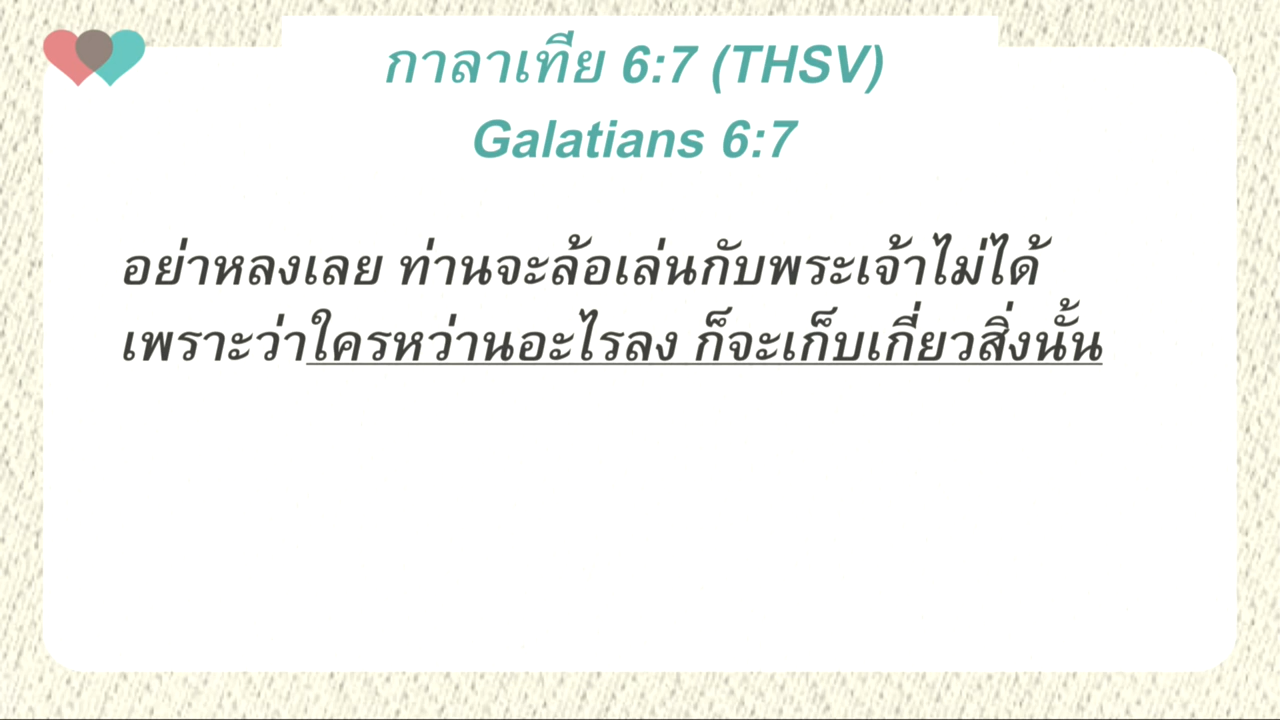 กาลาเทีย 6:7 (THSV)
Galatians 6:7
อย่าหลงเลย ท่านจะล้อเล่นกับพระเจ้าไม่ได้
เพราะว่าใครหว่านอะไรลง ก็จะเก็บเกี่ยวสิ่งนั้น